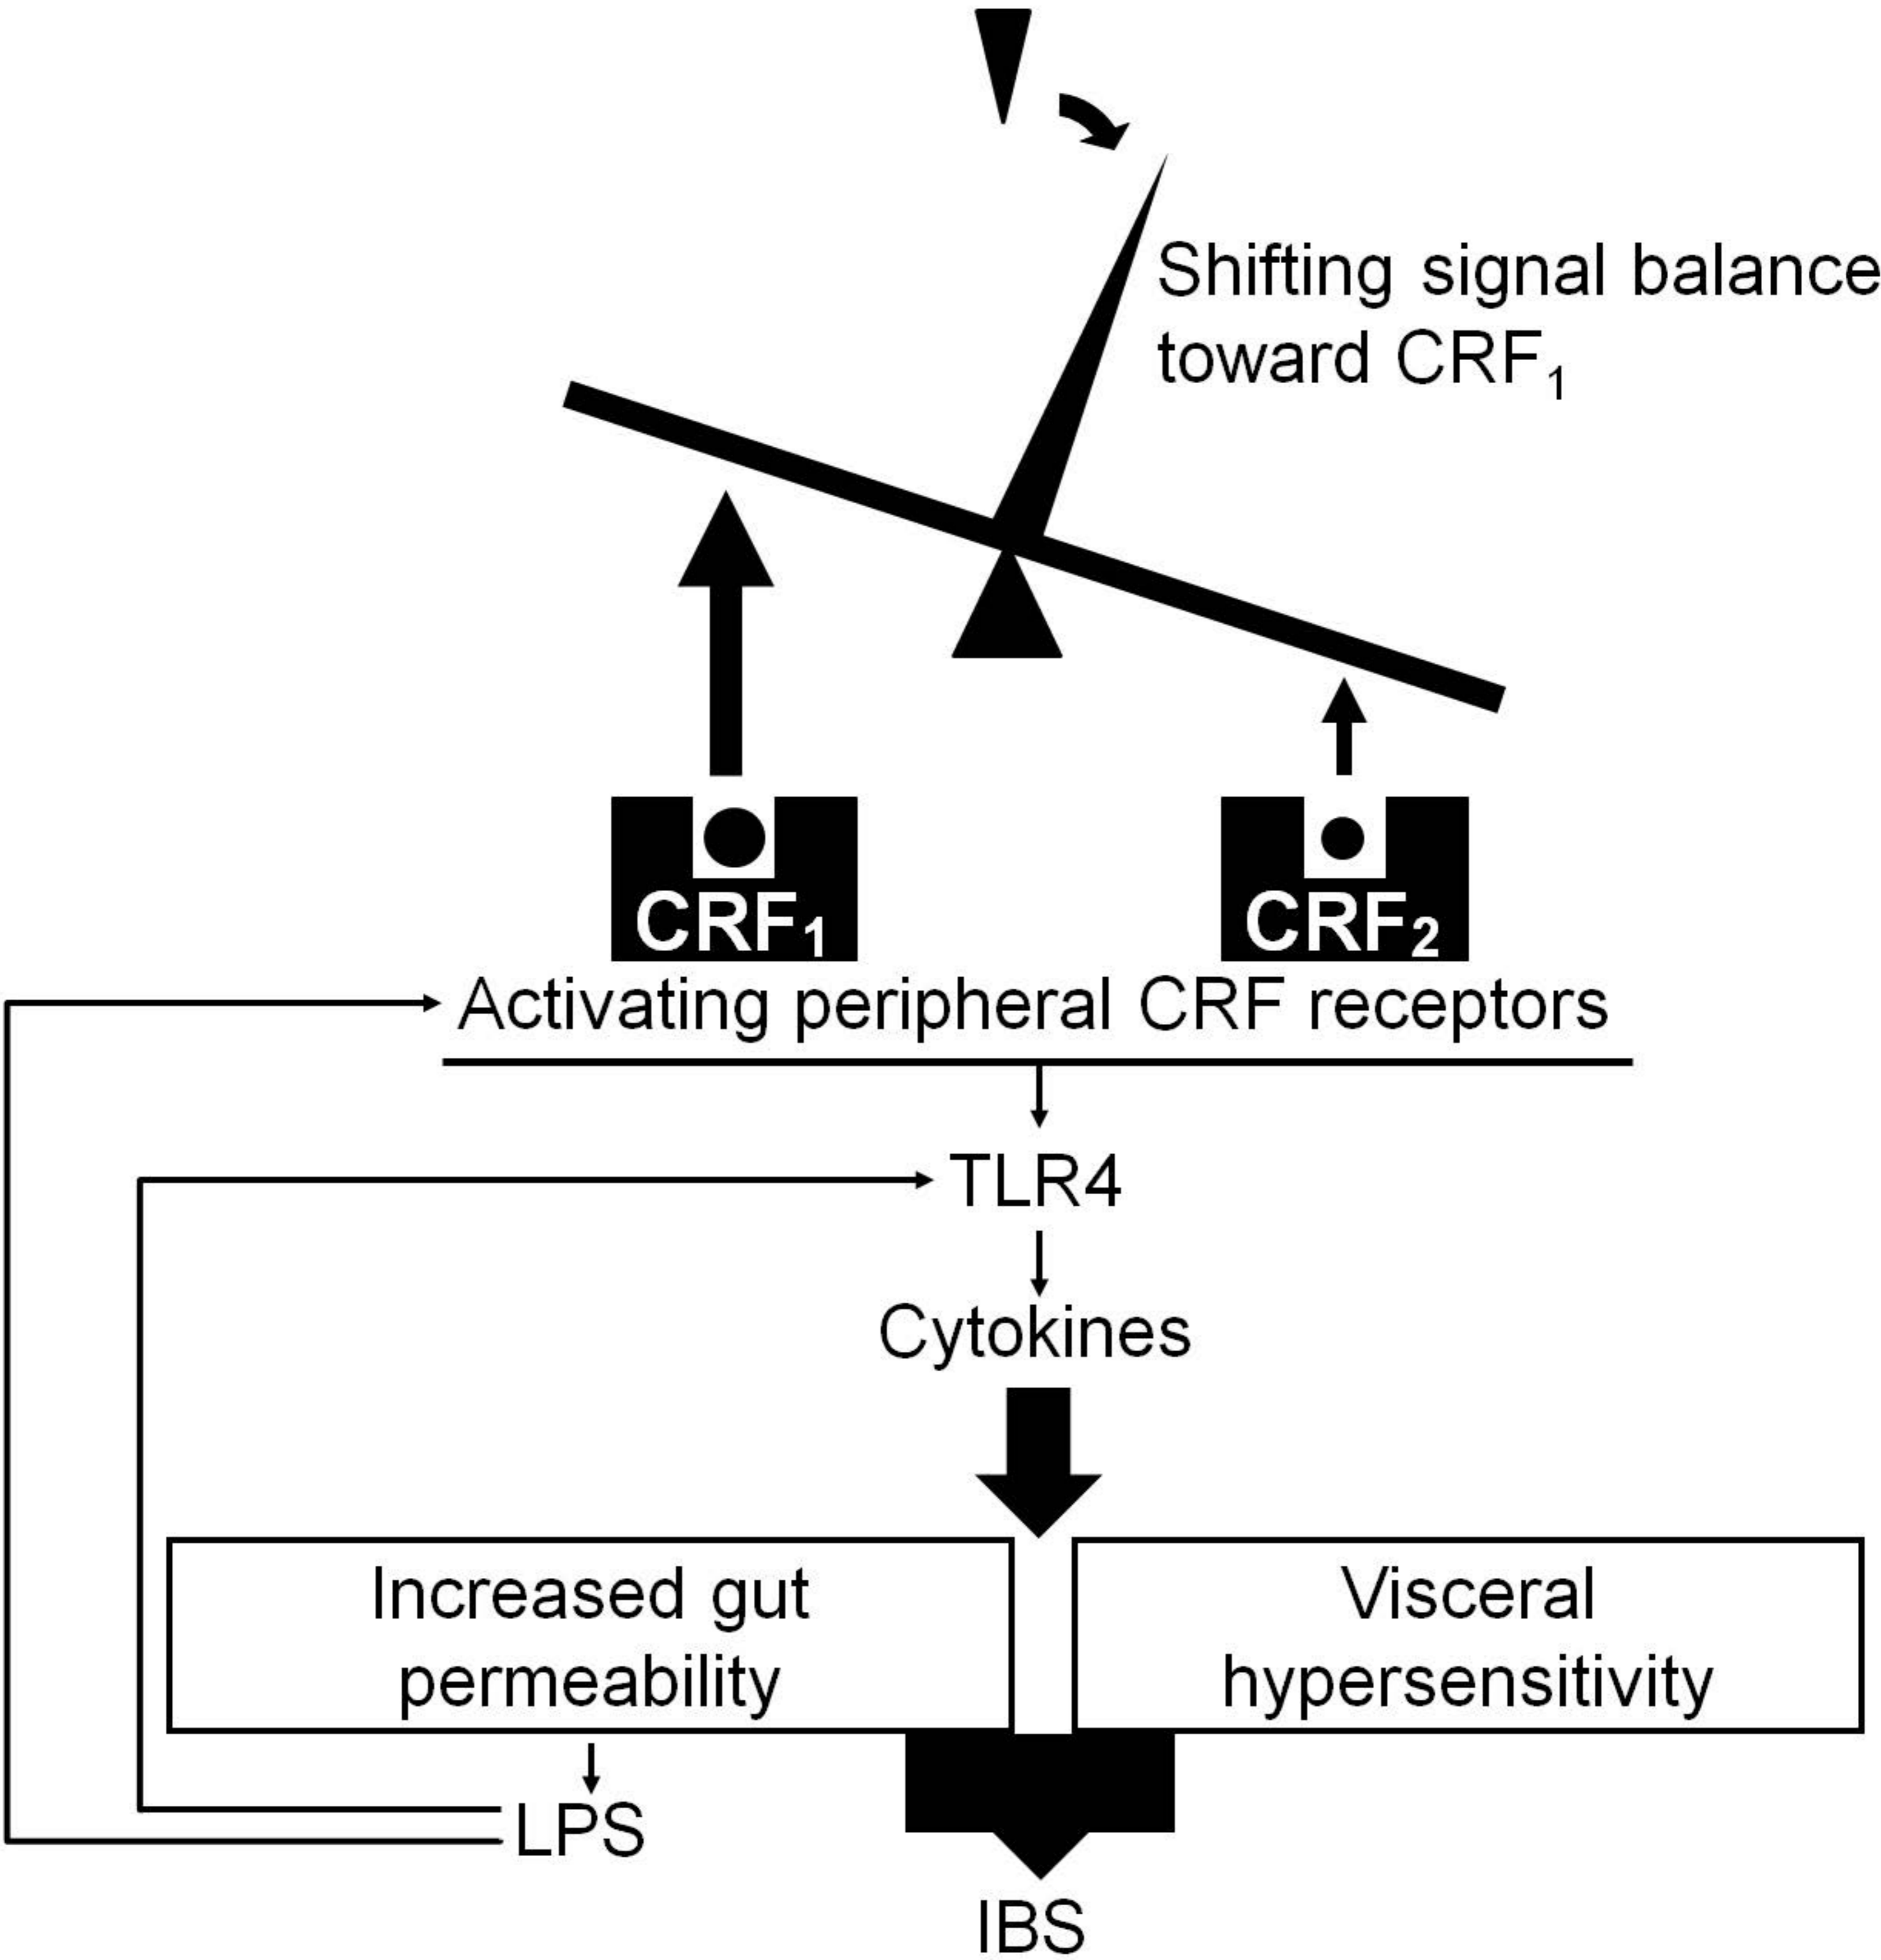 Shifting signal balance
toward CRF₁
CRF₁
CRF₂
Activating peripheral CRF receptors
TLR4
Cytokines
Increased gut
permeability
Visceral
hypersensitivity
LPS
IBS